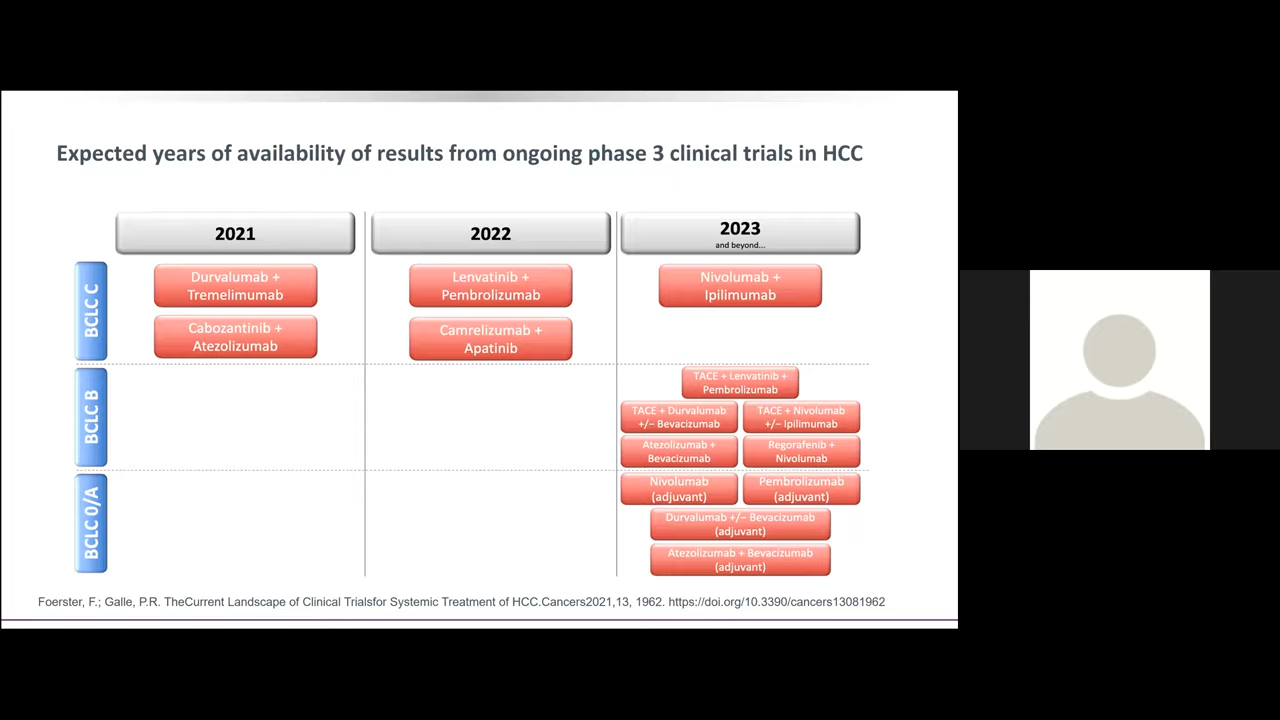 Expected years of availability of results from ongoing phase 3 clinical trials in HCC
2021
2022
2023
and beyond...
BCLC C
Durvalumab +
Tremelimumab
Lenvatinib +
Pembrolizumab
Nivolumab +
Ipilimumab
Cabozantinib +
Atezolizumab
Camrelizumab +
Apatinib
BCLC B
TACE + Lenvatinib +
Pembrolizumab
TACE + Durvalumab
+/− Bevacizumab
TACE + Nivolumab
+/− Ipilimumab
Atezolizumab +
Bevacizumab
Regorafenib +
Nivolumab
BCLC 0/A
Nivolumab
(adjuvant)
Pembrolizumab
(adjuvant)
Durvalumab +/− Bevacizumab
(adjuvant)
Atezolizumab + Bevacizumab
(adjuvant)
Foerster, F.; Galle, P.R. TheCurrent Landscape of Clinical Trialsfor Systemic Treatment of HCC.Cancers2021,13, 1962. https://doi.org/10.3390/cancers13081962